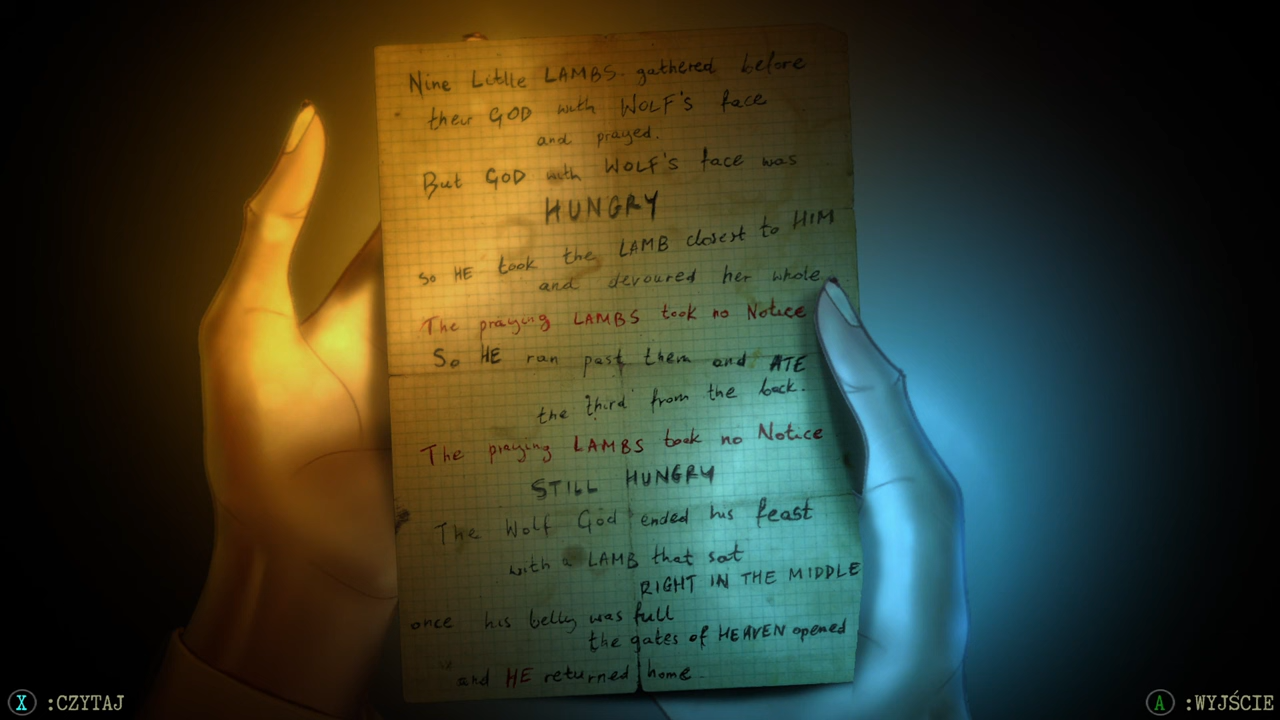 Nine Little LAMBS gathered before
their GOD with WOLF'S face
and prayed.
But GOD with WOLF'S face was
HUNGRY
so HE took the LAMB closest to HIM
and devoured her whole
The praying LAMBS took no Notice
So HE ran past them and ATE
the third from the back.
The praying LAMBS took no Notice
STILL HUNGRY
The Wolf God ended his feast
with a LAMB that sat
RIGHT IN THE MIDDLE
once his belly was full
the gates of HEAVEN opened
and HE returned home
X :CZYTAJ
A :WYJŚCIE